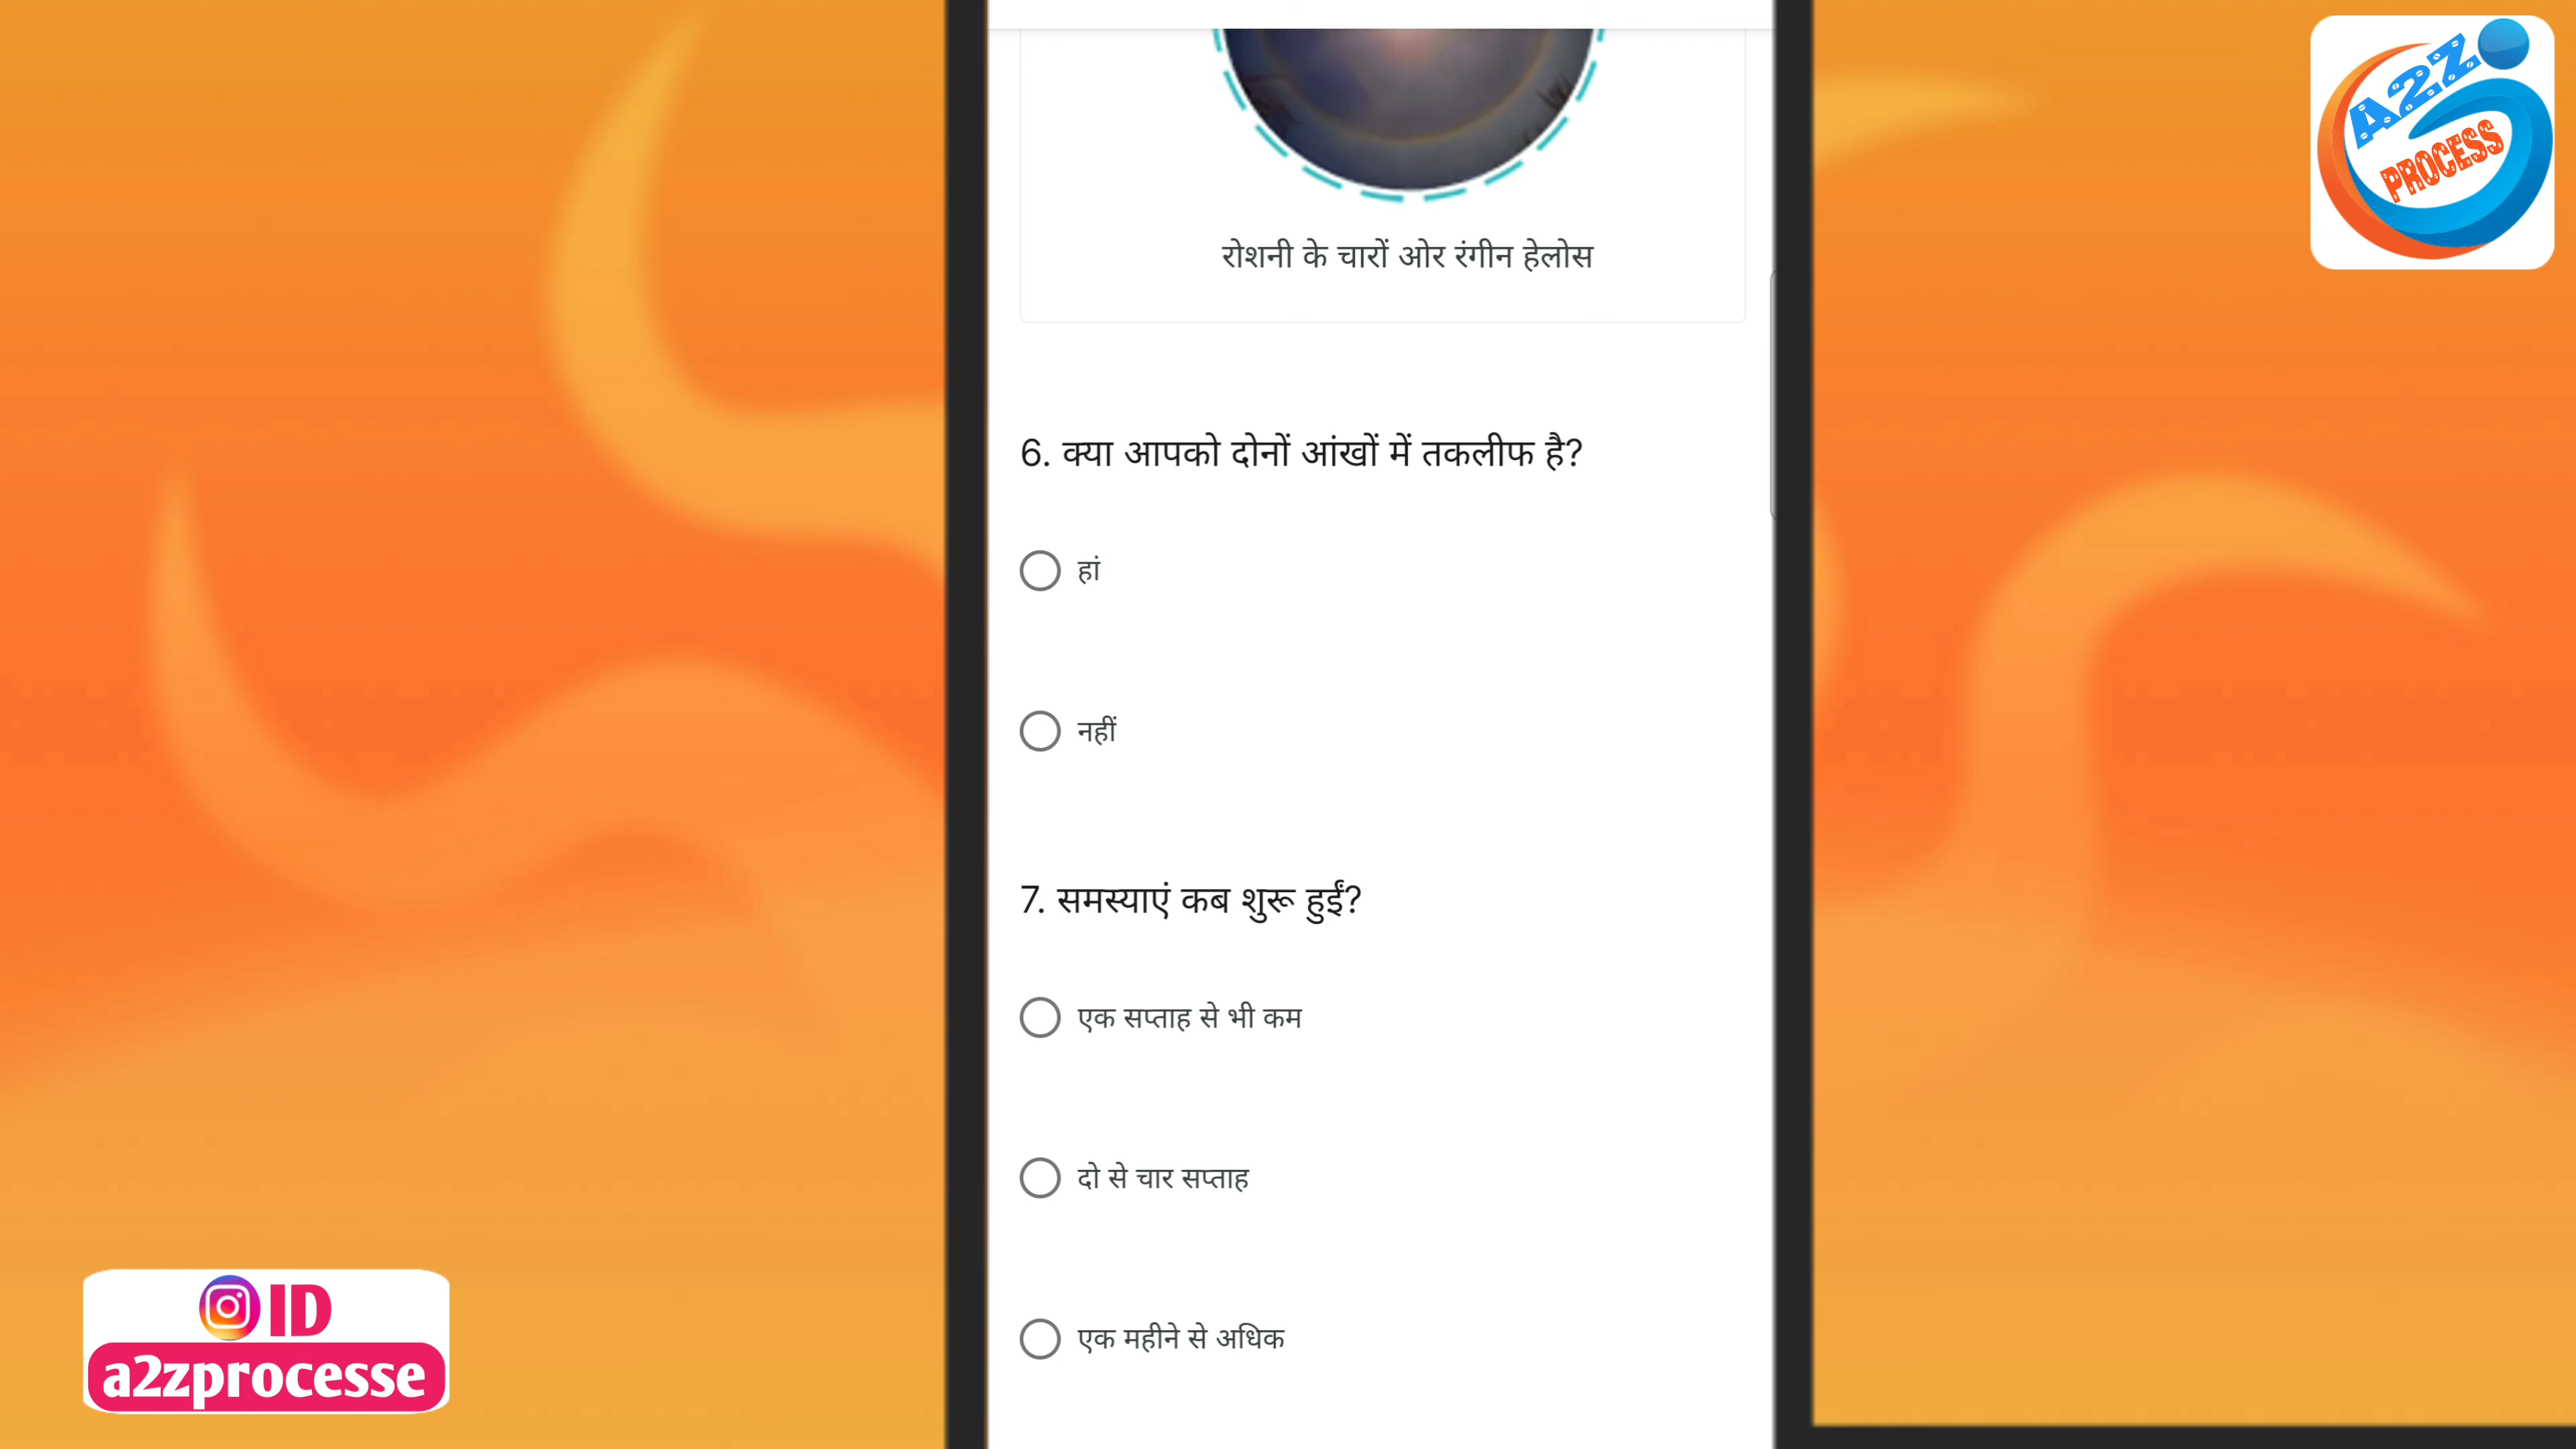 A2Z
PROCESS
रोशनी के चारों ओर रंगीन हेलोस
6. क्या आपको दोनों आंखों में तकलीफ है?
हां
नहीं
7. समस्याएं कब शुरू हुईं?
एक सप्ताह से भी कम
दो से चार सप्ताह
एक महीने से अधिक
ID
a2zprocesse